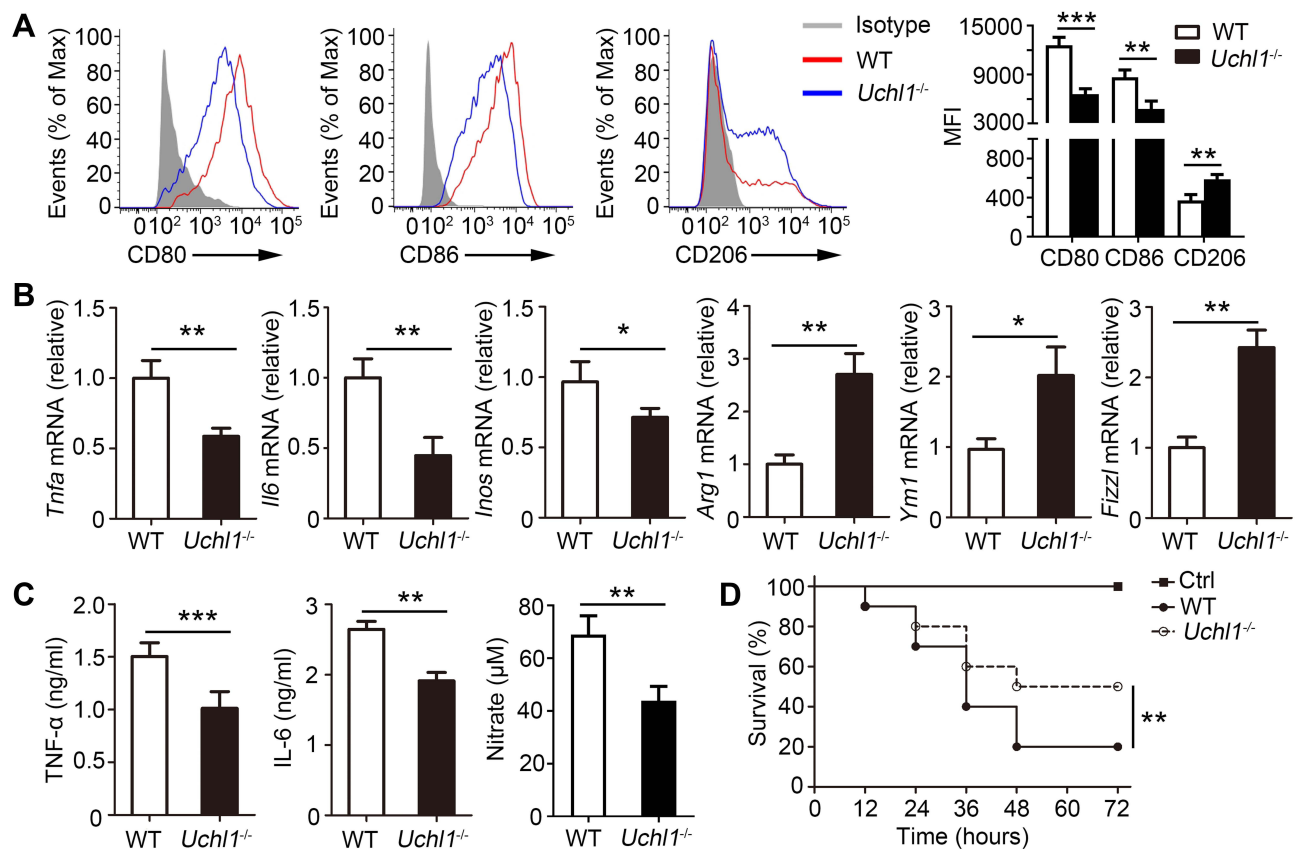 A
Events (% of Max)
100
80
60
40
20
0
0 10² 10³ 10⁴ 10⁵
CD80
Events (% of Max)
100
80
60
40
20
0
0 10² 10³ 10⁴ 10⁵
CD86
Events (% of Max)
100
80
60
40
20
0
0 10² 10³ 10⁴ 10⁵
CD206
Isotype
WT
Uchl1⁻/⁻
MFI
15000
9000
3000
800
400
0
***
**
**
CD80 CD86 CD206
WT
Uchl1⁻/⁻
B
Tnfa mRNA (relative)
1.5
1.0
0.5
0
**
WT Uchl1⁻/⁻
Il6 mRNA (relative)
1.5
1.0
0.5
0
**
WT Uchl1⁻/⁻
Inos mRNA (relative)
1.5
1.0
0.5
0
*
WT Uchl1⁻/⁻
Arg1 mRNA (relative)
4
3
2
1
0
**
WT Uchl1⁻/⁻
Ym1 mRNA (relative)
3
2
1
0
*
WT Uchl1⁻/⁻
Fizzl mRNA (relative)
3
2
1
0
**
WT Uchl1⁻/⁻
C
TNF-α (ng/ml)
2.0
1.5
1.0
0.5
0
***
WT Uchl1⁻/⁻
IL-6 (ng/ml)
3
2
1
0
**
WT Uchl1⁻/⁻
Nitrate (μM)
80
60
40
20
0
**
WT Uchl1⁻/⁻
D
Survival (%)
100
80
60
40
20
0
0 12 24 36 48 60 72
Time (hours)
Ctrl
WT
Uchl1⁻/⁻
**